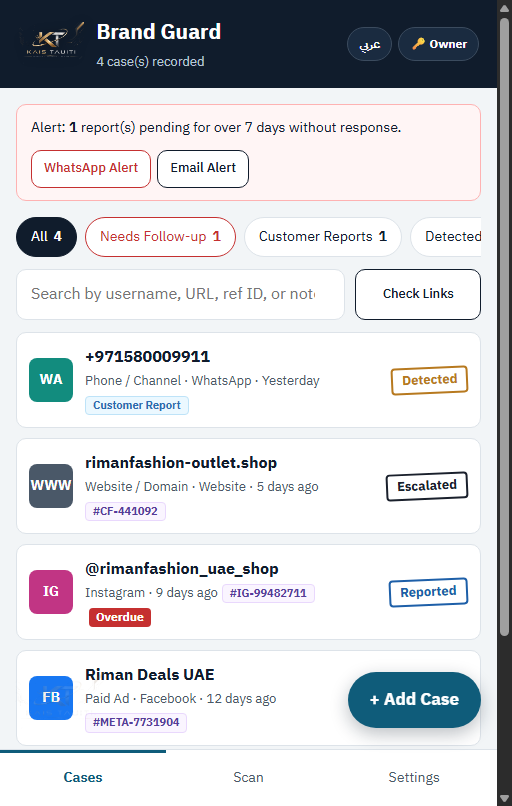 KT
KAIS TAUITI
Brand Guard
4 case(s) recorded
عربي
Owner
Alert: 1 report(s) pending for over 7 days without response.
WhatsApp Alert
Email Alert
All 4
Needs Follow-up 1
Customer Reports 1
Detected
Search by username, URL, ref ID, or note
Check Links
WA
+971580009911
Phone / Channel · WhatsApp · Yesterday
Customer Report
Detected
WWW
rimanfashion-outlet.shop
Website / Domain · Website · 5 days ago
#CF-441092
Escalated
IG
@rimanfashion_uae_shop
Instagram · 9 days ago #IG-99482711
Overdue
Reported
FB
Riman Deals UAE
Paid Ad · Facebook · 12 days ago
#META-7731904
+ Add Case
Cases
Scan
Settings